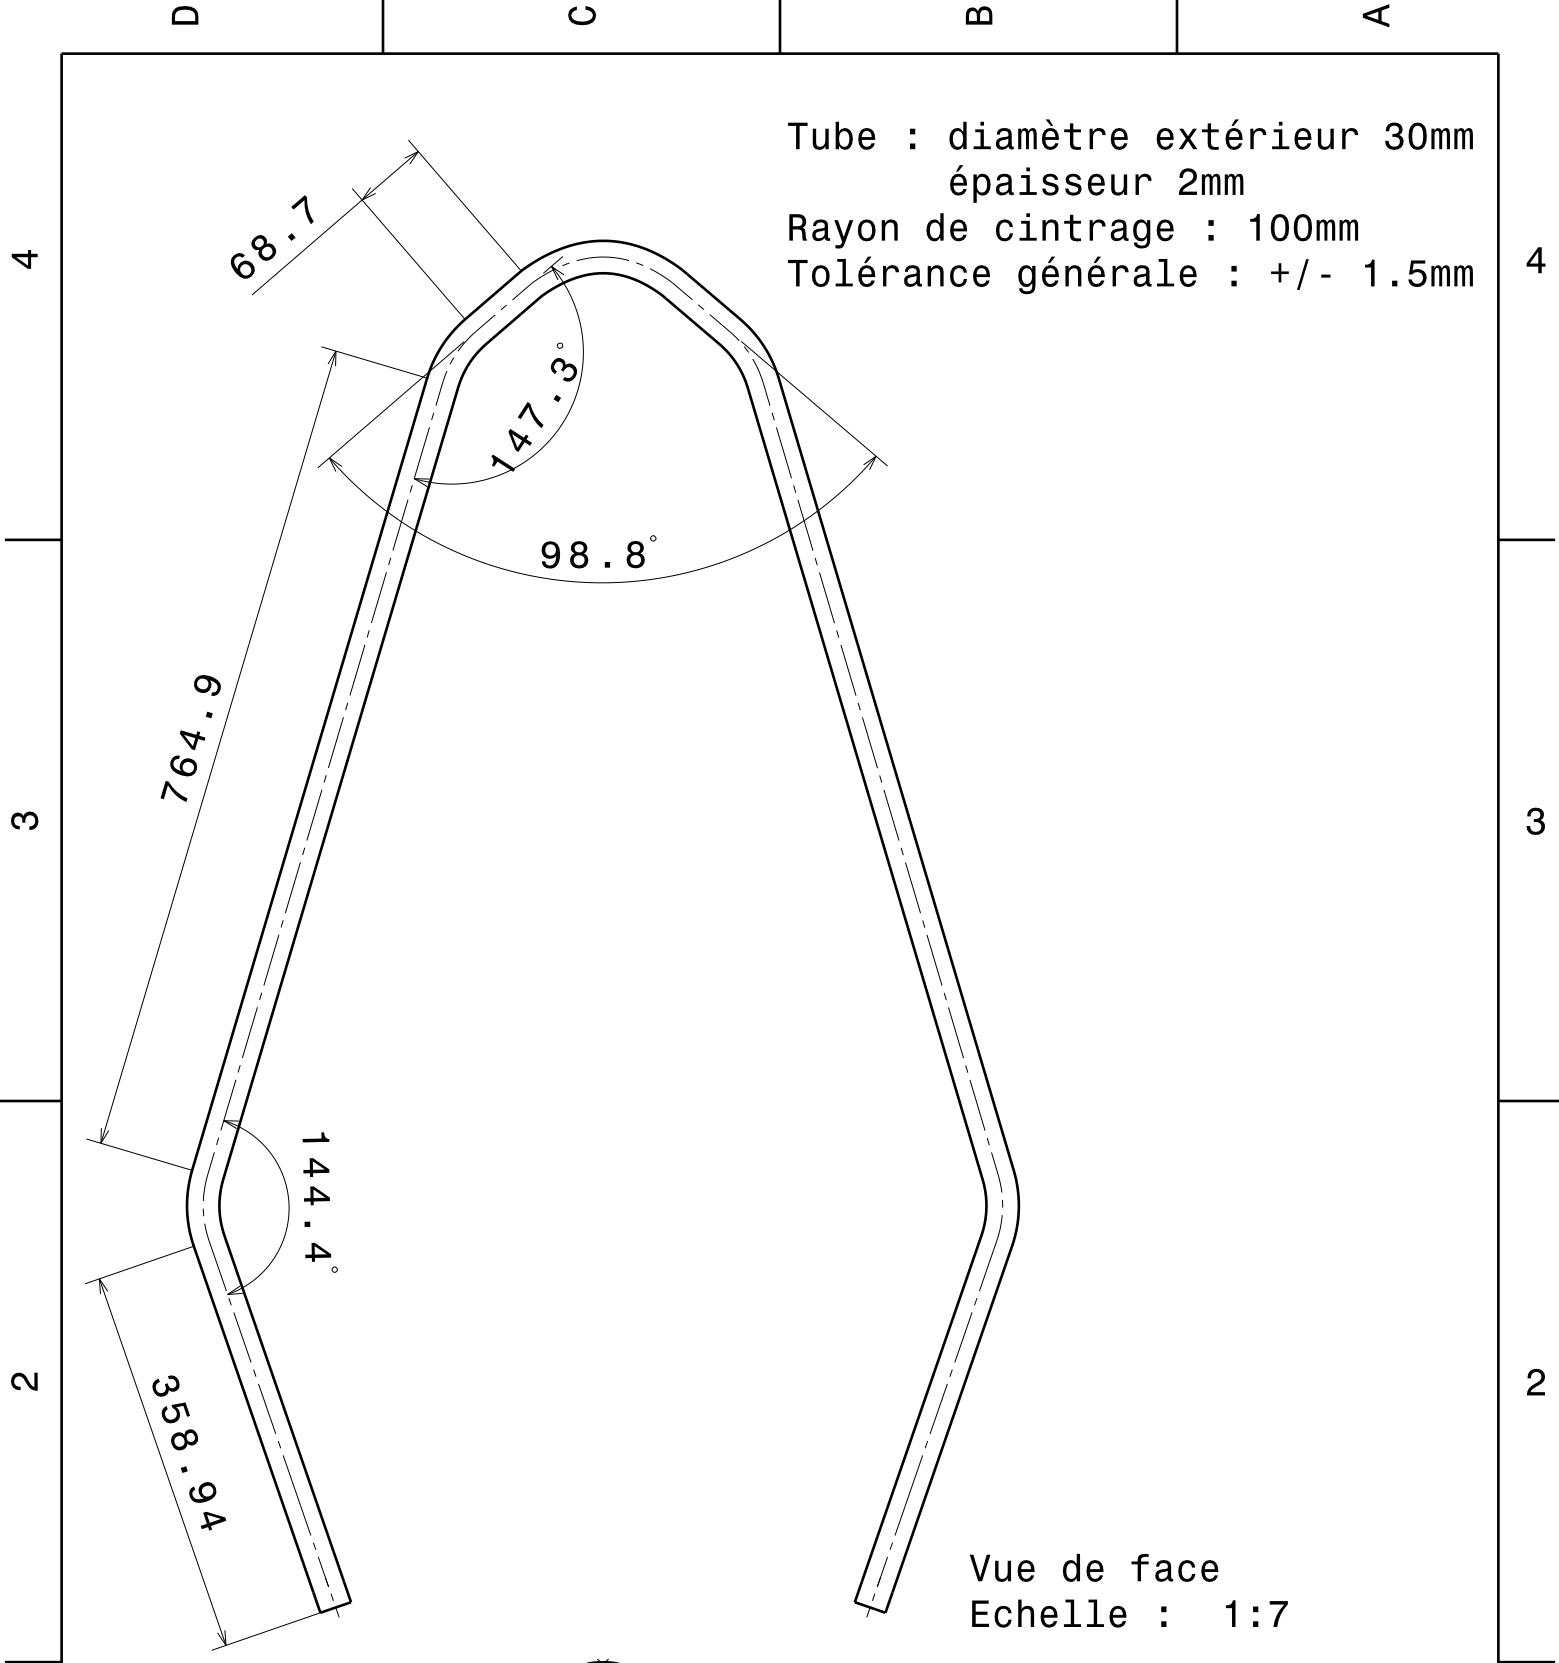 D C B A
Tube : diamètre extérieur 30mm
épaisseur 2mm
Rayon de cintrage : 100mm
Tolérance générale : +/- 1.5mm
68.7
4 4
147.3°
98.8°
764.9
3 3
144.4°
358.94
2 2
Vue de face
Echelle : 1:7